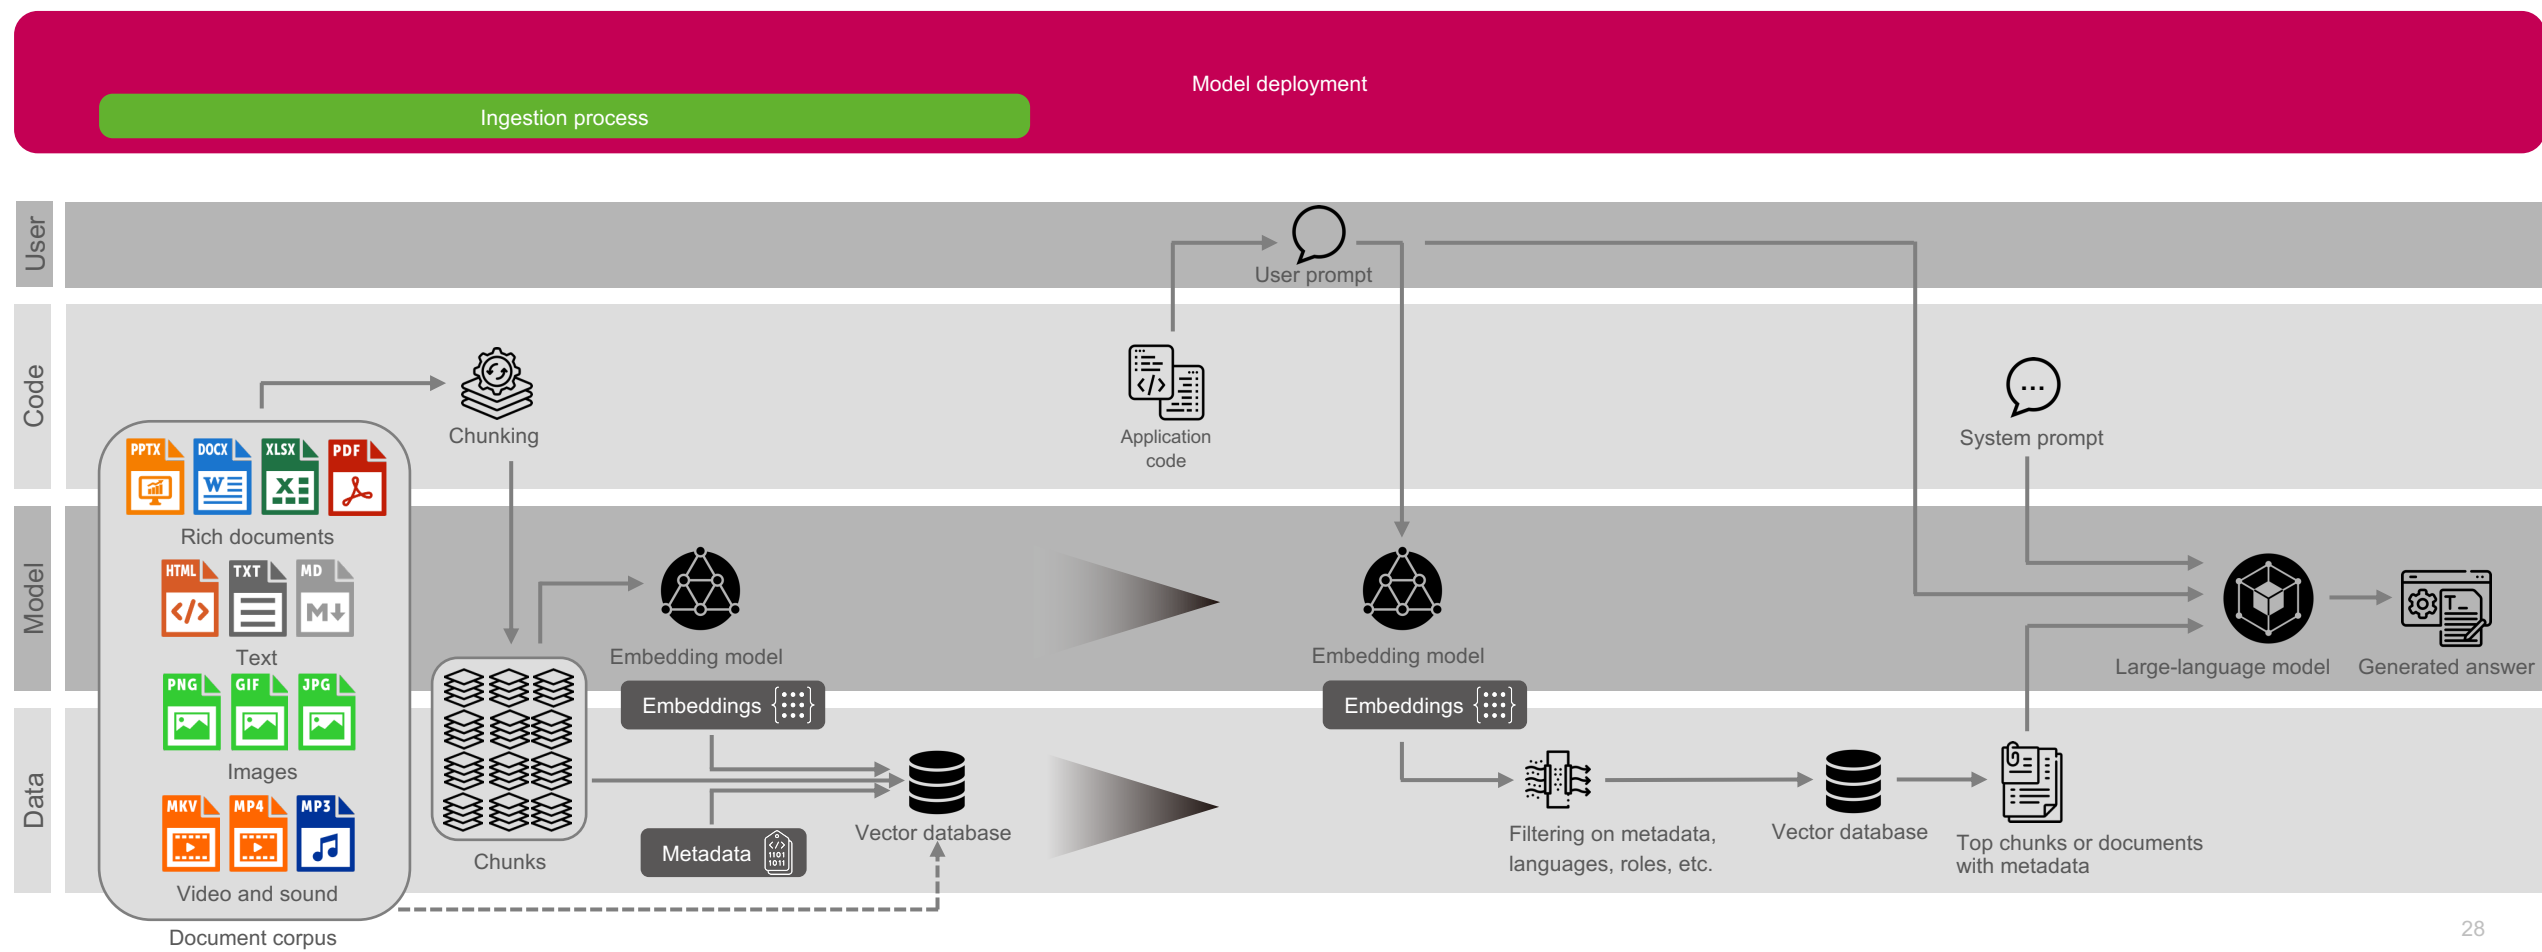 Model deployment
Ingestion process
User
User prompt
Code
Chunking
Application
code
...
System prompt
PPTX
DOCX
XLSX
PDF
W
X
Rich documents
Model
HTML
TXT
MD
</>
M
Text
Embedding model
Embedding model
T
Large-language model
Generated answer
PNG
GIF
JPG
Images
Embeddings
Embeddings
Data
MKV
MP4
MP3
Video and sound
Chunks
Metadata
</>
1101
1011
Vector database
Filtering on metadata,
languages, roles, etc.
Vector database
Top chunks or documents
with metadata
Document corpus
28